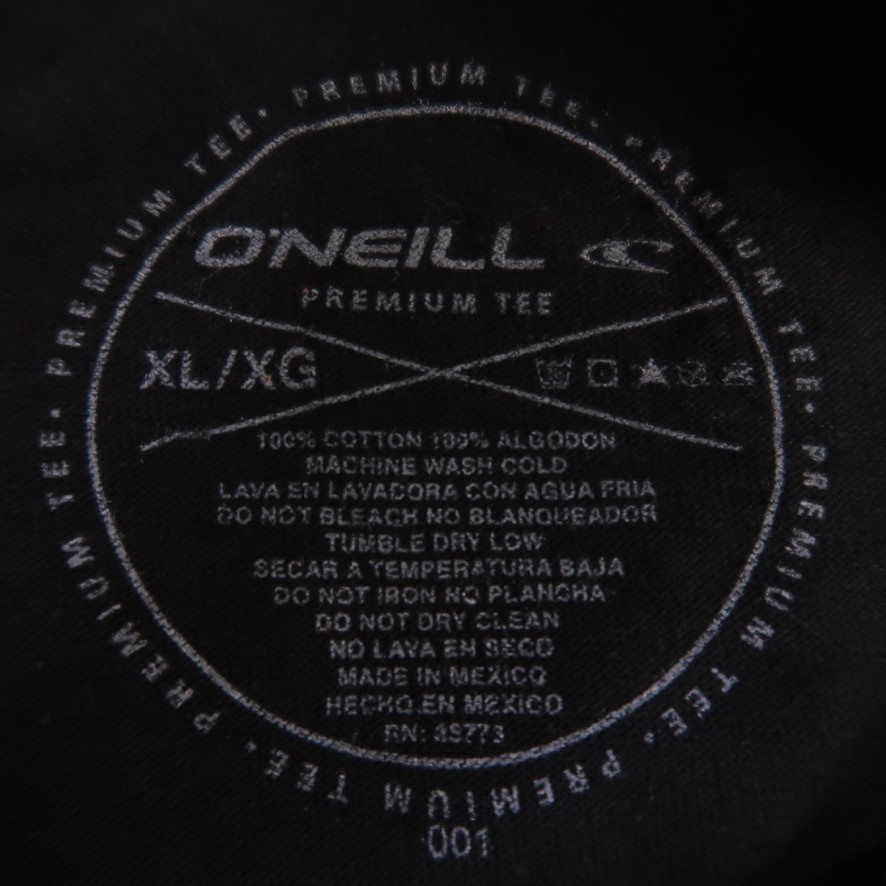 PREMIUM TEE • PREMIUM TEE • PREMIUM TEE • PREMIUM TEE • PREMIUM TEE • PREMIUM TEE •
O'NEILL
PREMIUM TEE
XL/XG
100% COTTON 100% ALGODON
MACHINE WASH COLD
LAVA EN LAVADORA CON AGUA FRIA
DO NOT BLEACH NO BLANQUEADOR
TUMBLE DRY LOW
SECAR A TEMPERATURA BAJA
DO NOT IRON NO PLANCHA
DO NOT DRY CLEAN
NO LAVA EN SECO
MADE IN MEXICO
HECHO EN MEXICO
RN:
001